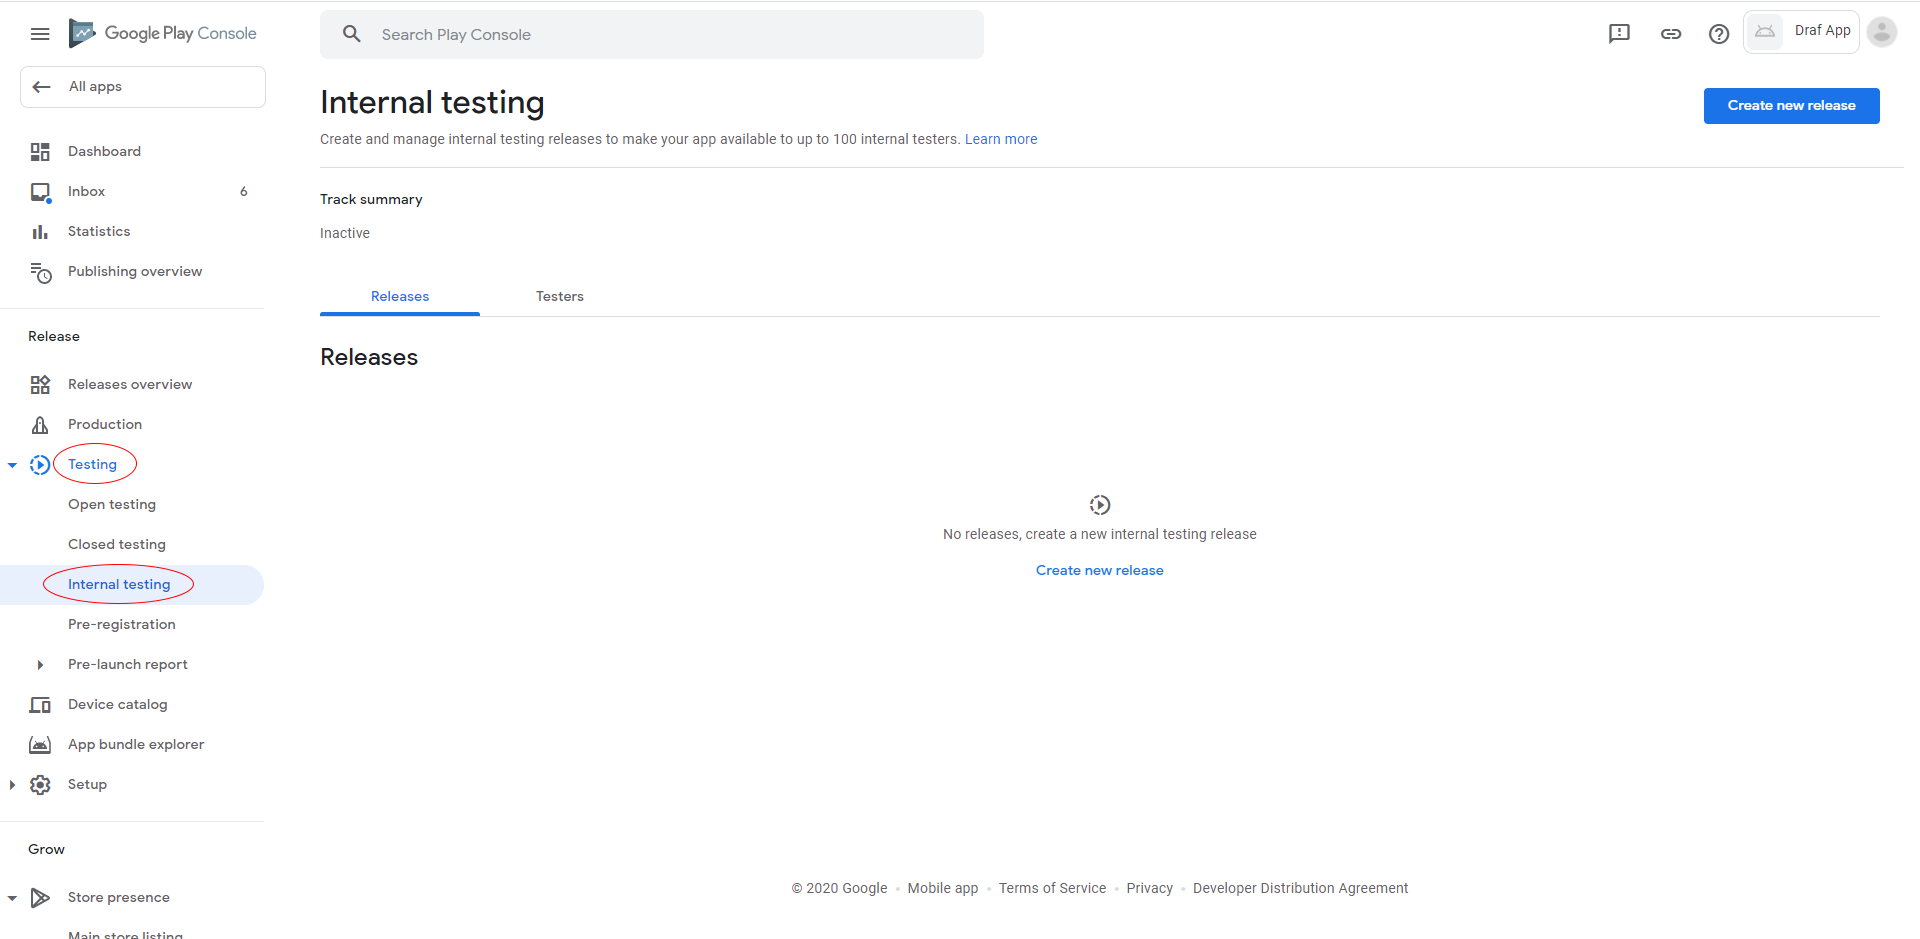 Google Play Console
Search Play Console
Draf App
All apps
Internal testing
Create new release
Create and manage internal testing releases to make your app available to up to 100 internal testers. Learn more
Dashboard
Inbox 6
Statistics
Publishing overview
Track summary
Inactive
Releases Testers
Release
Releases
Releases overview
Production
Testing
Open testing
Closed testing
Internal testing
Pre-registration
Pre-launch report
Device catalog
App bundle explorer
Setup
No releases, create a new internal testing release
Create new release
Grow
Store presence
Main store listing
© 2020 Google • Mobile app • Terms of Service • Privacy • Developer Distribution Agreement